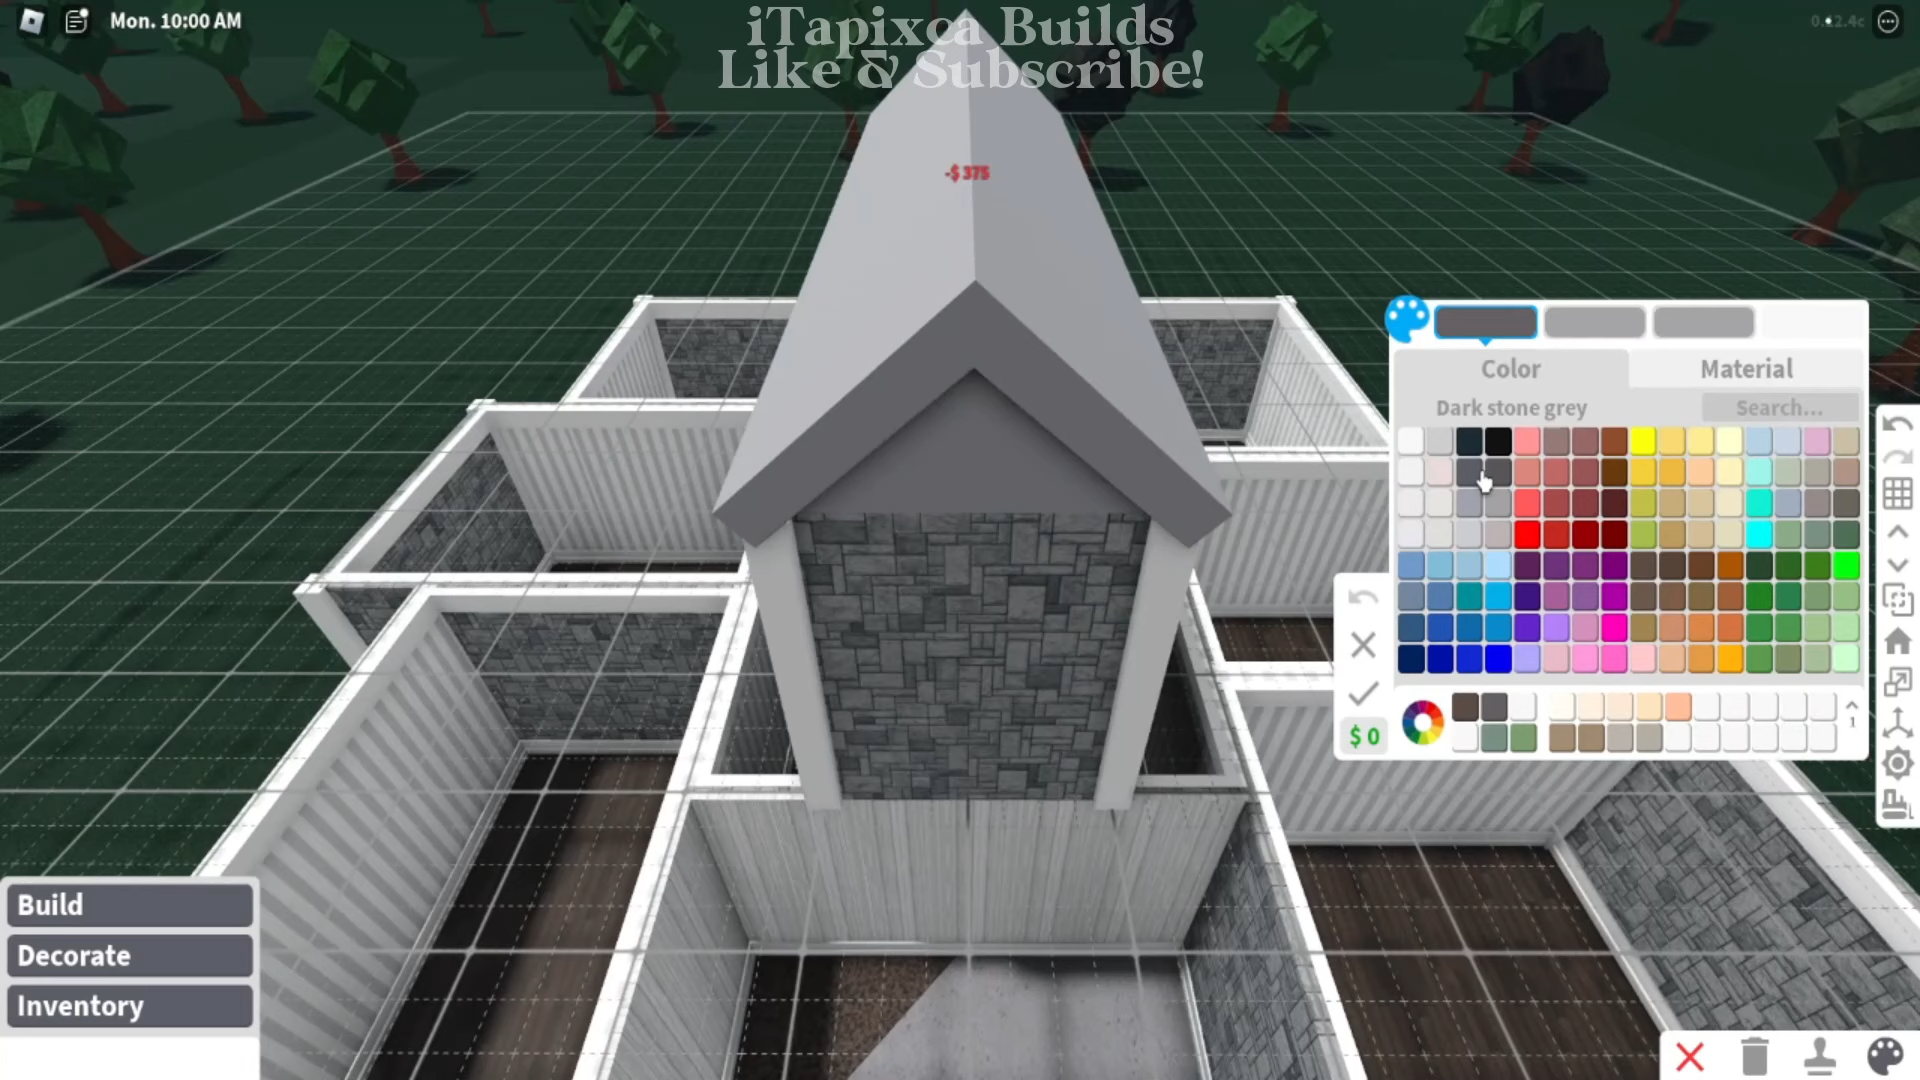 Mon. 10:00 AM
iTapixca Builds
Like & Subscribe!
-$375
Color
Material
Dark stone grey
Search...
1
$0
Build
Decorate
Inventory